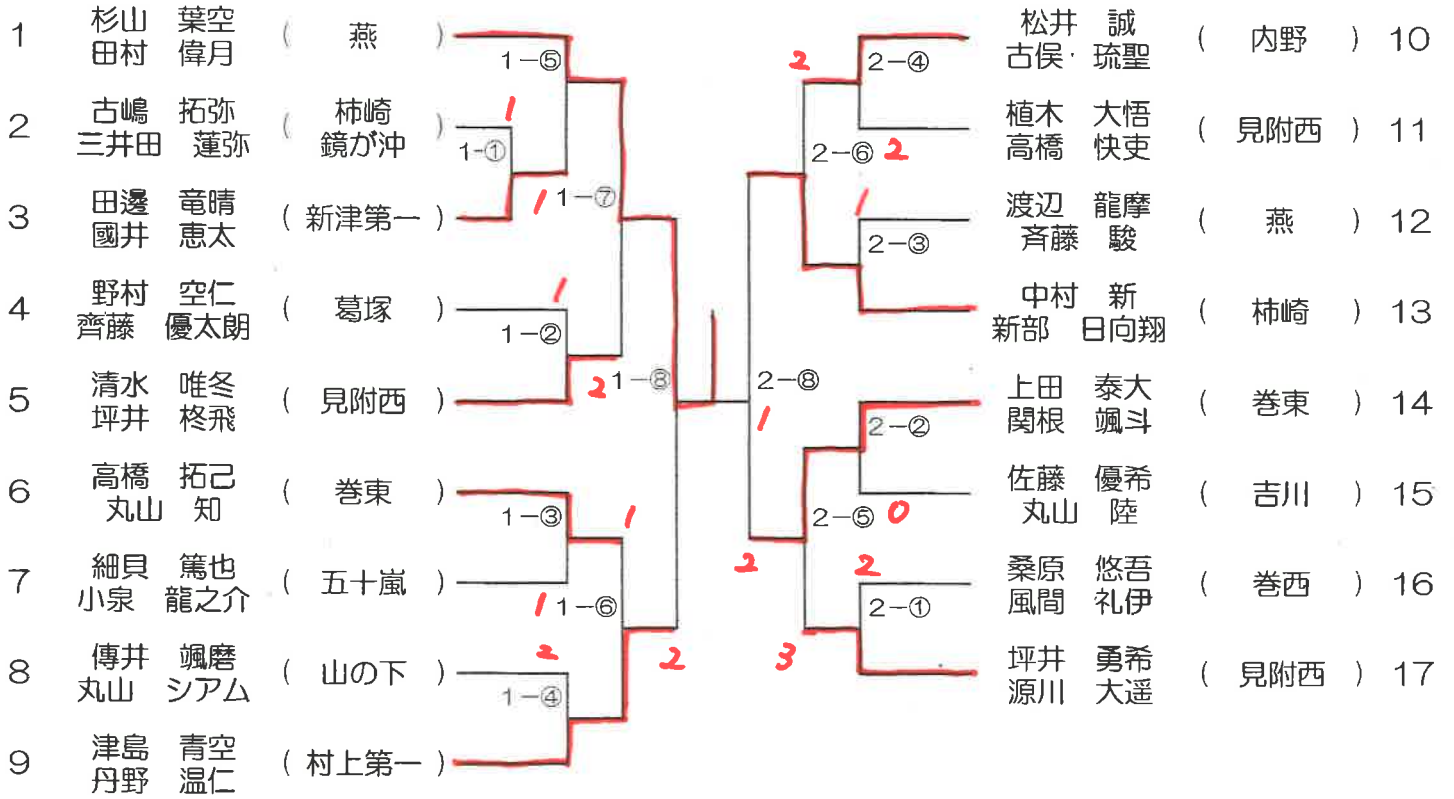 1 杉山 葉空 ( 燕 )
田村 偉月
1-⑤
2 古嶋 拓弥 ( 柿崎 )
三井田 蓮弥 鏡が沖
1
1-①
3 田邊 竜晴 ( 新津第一 )
國井 恵太
1
1-⑦
4 野村 空仁 ( 葛塚 )
齊藤 優太朗
1
1-②
5 清水 唯冬 ( 見附西 )
坪井 柊飛
2
1-⑧
6 高橋 拓己 ( 巻東 )
丸山 知
1-③
1
7 細貝 篤也 ( 五十嵐 )
小泉 龍之介
1
1-⑥
8 傳井 颯磨 ( 山の下 )
丸山 シアム
2
2
1-④
9 津島 青空 ( 村上第一 )
丹野 温仁
松井 誠 ( 内野 ) 10
古俣 琉聖
2
2-④
植木 大悟 ( 見附西 ) 11
高橋 快吏
2-⑥
2
渡辺 龍摩 ( 燕 ) 12
斉藤 駿
1
2-③
中村 新 ( 柿崎 ) 13
新部 日向翔
2-⑧
上田 泰大 ( 巻東 ) 14
関根 颯斗
1
2-②
佐藤 優希 ( 吉川 ) 15
丸山 陸
2-⑤
0
桑原 悠吾 ( 巻西 ) 16
風間 礼伊
2
2
2-①
坪井 勇希 ( 見附西 ) 17
源川 大遥
3